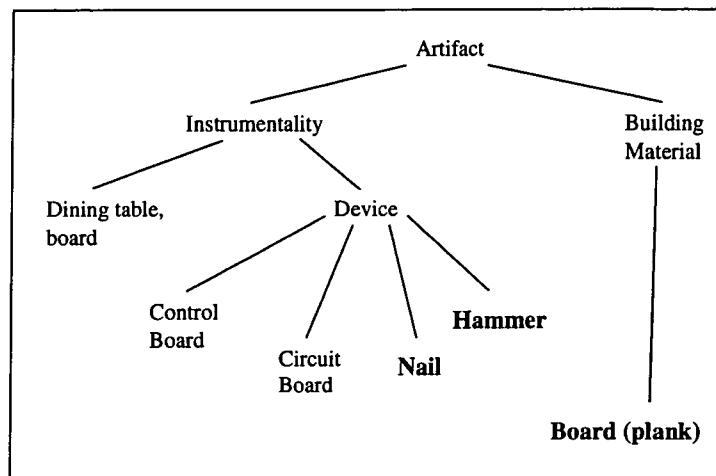 Artifact
Instrumentality
Building
Material
Dining table,
board
Device
Control
Board
Hammer
Circuit
Board
Nail
Board (plank)